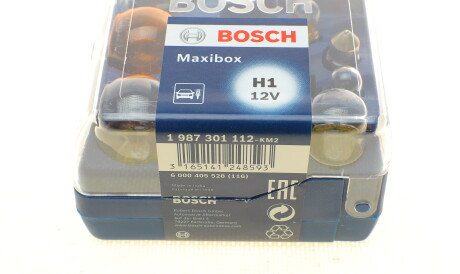 BOSCH
BOSCH
Maxibox
H1
12V
1 987 301 112-KM2
3 165141 248593
6 000 405 528 (116)
BOSCH
EAC